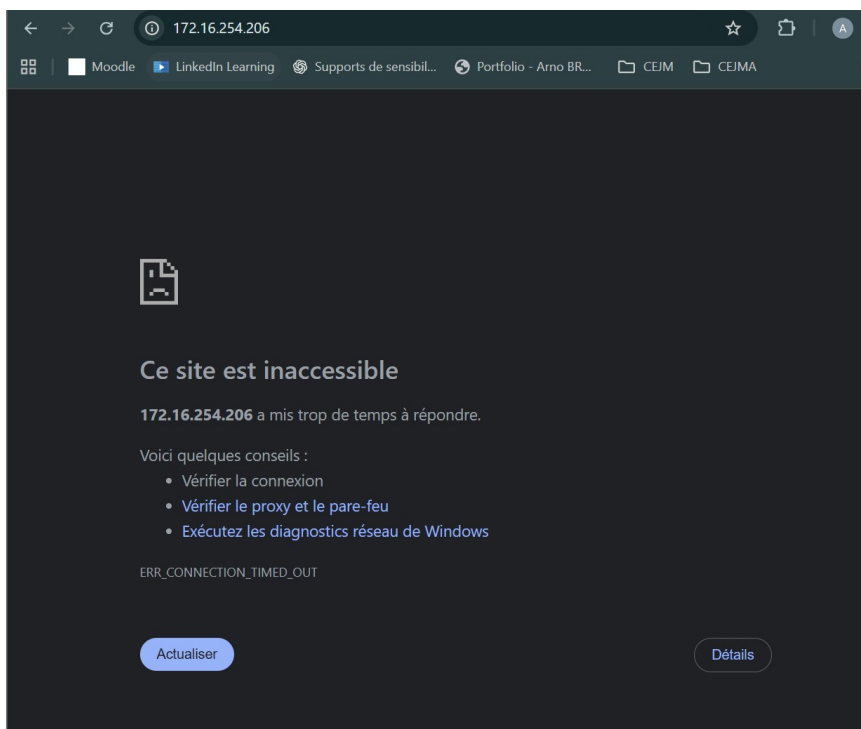 172.16.254.206
A
Moodle LinkedIn Learning Supports de sensibil... Portfolio - Arno BR... CEJM CEJMA
Ce site est inaccessible
172.16.254.206 a mis trop de temps à répondre.
Voici quelques conseils :
• Vérifier la connexion
• Vérifier le proxy et le pare-feu
• Exécutez les diagnostics réseau de Windows
ERR_CONNECTION_TIMED_OUT
Actualiser Détails